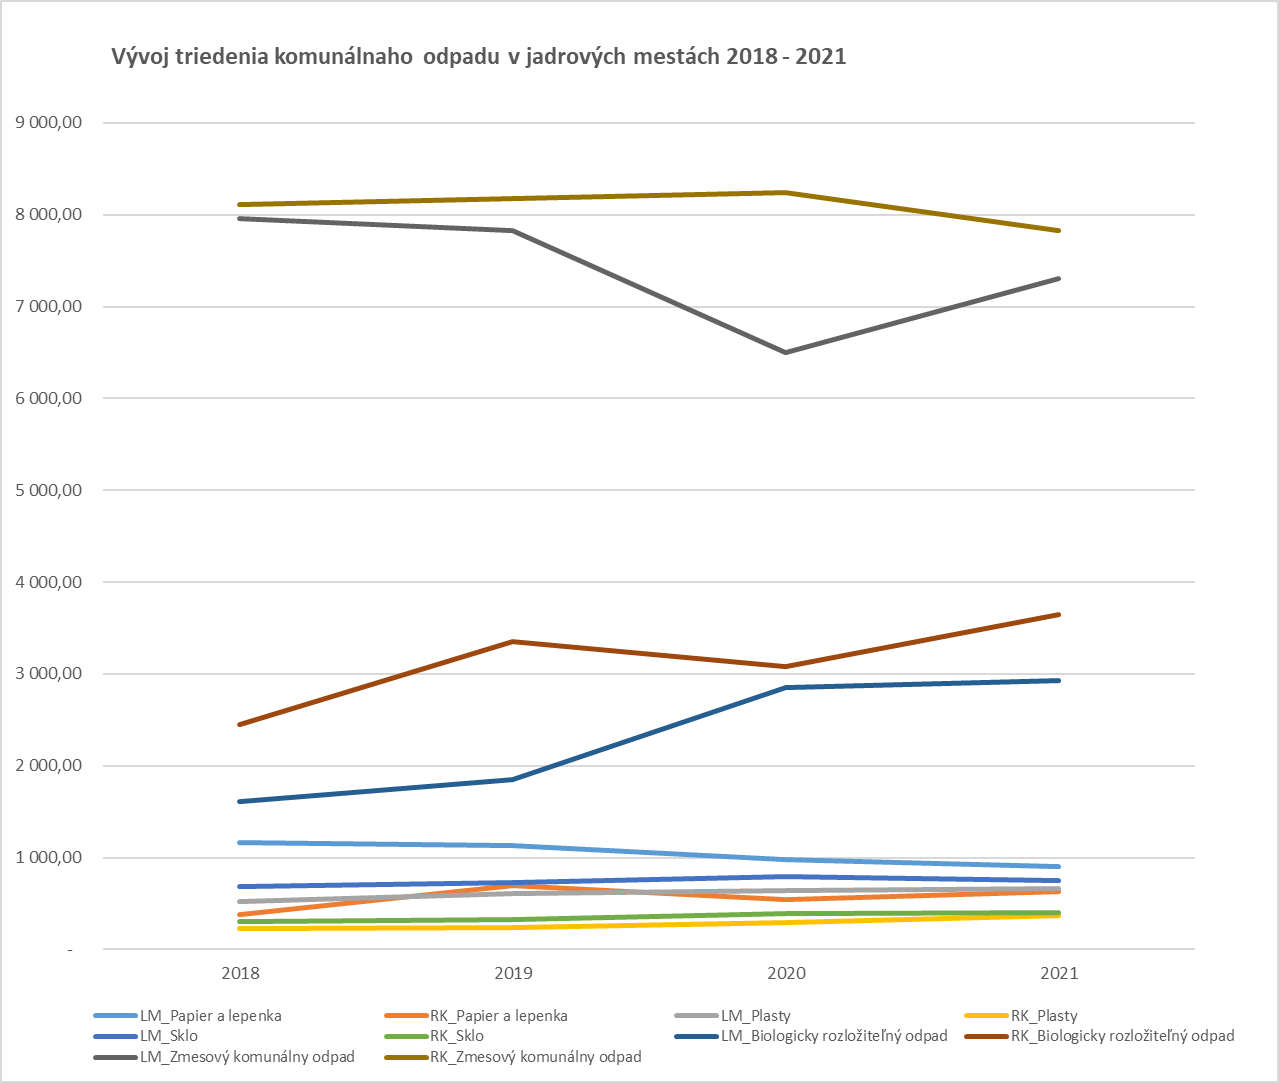 Vývoj triedenia komunálnaho odpadu v jadrových mestách 2018 - 2021
9 000,00
8 000,00
7 000,00
6 000,00
5 000,00
4 000,00
3 000,00
2 000,00
1 000,00
-
2018 2019 2020 2021
LM_Papier a lepenka RK_Papier a lepenka LM_Plasty RK_Plasty
LM_Sklo RK_Sklo LM_Biologicky rozložiteľný odpad RK_Biologicky rozložiteľný odpad
LM_Zmesový komunálny odpad RK_Zmesový komunálny odpad